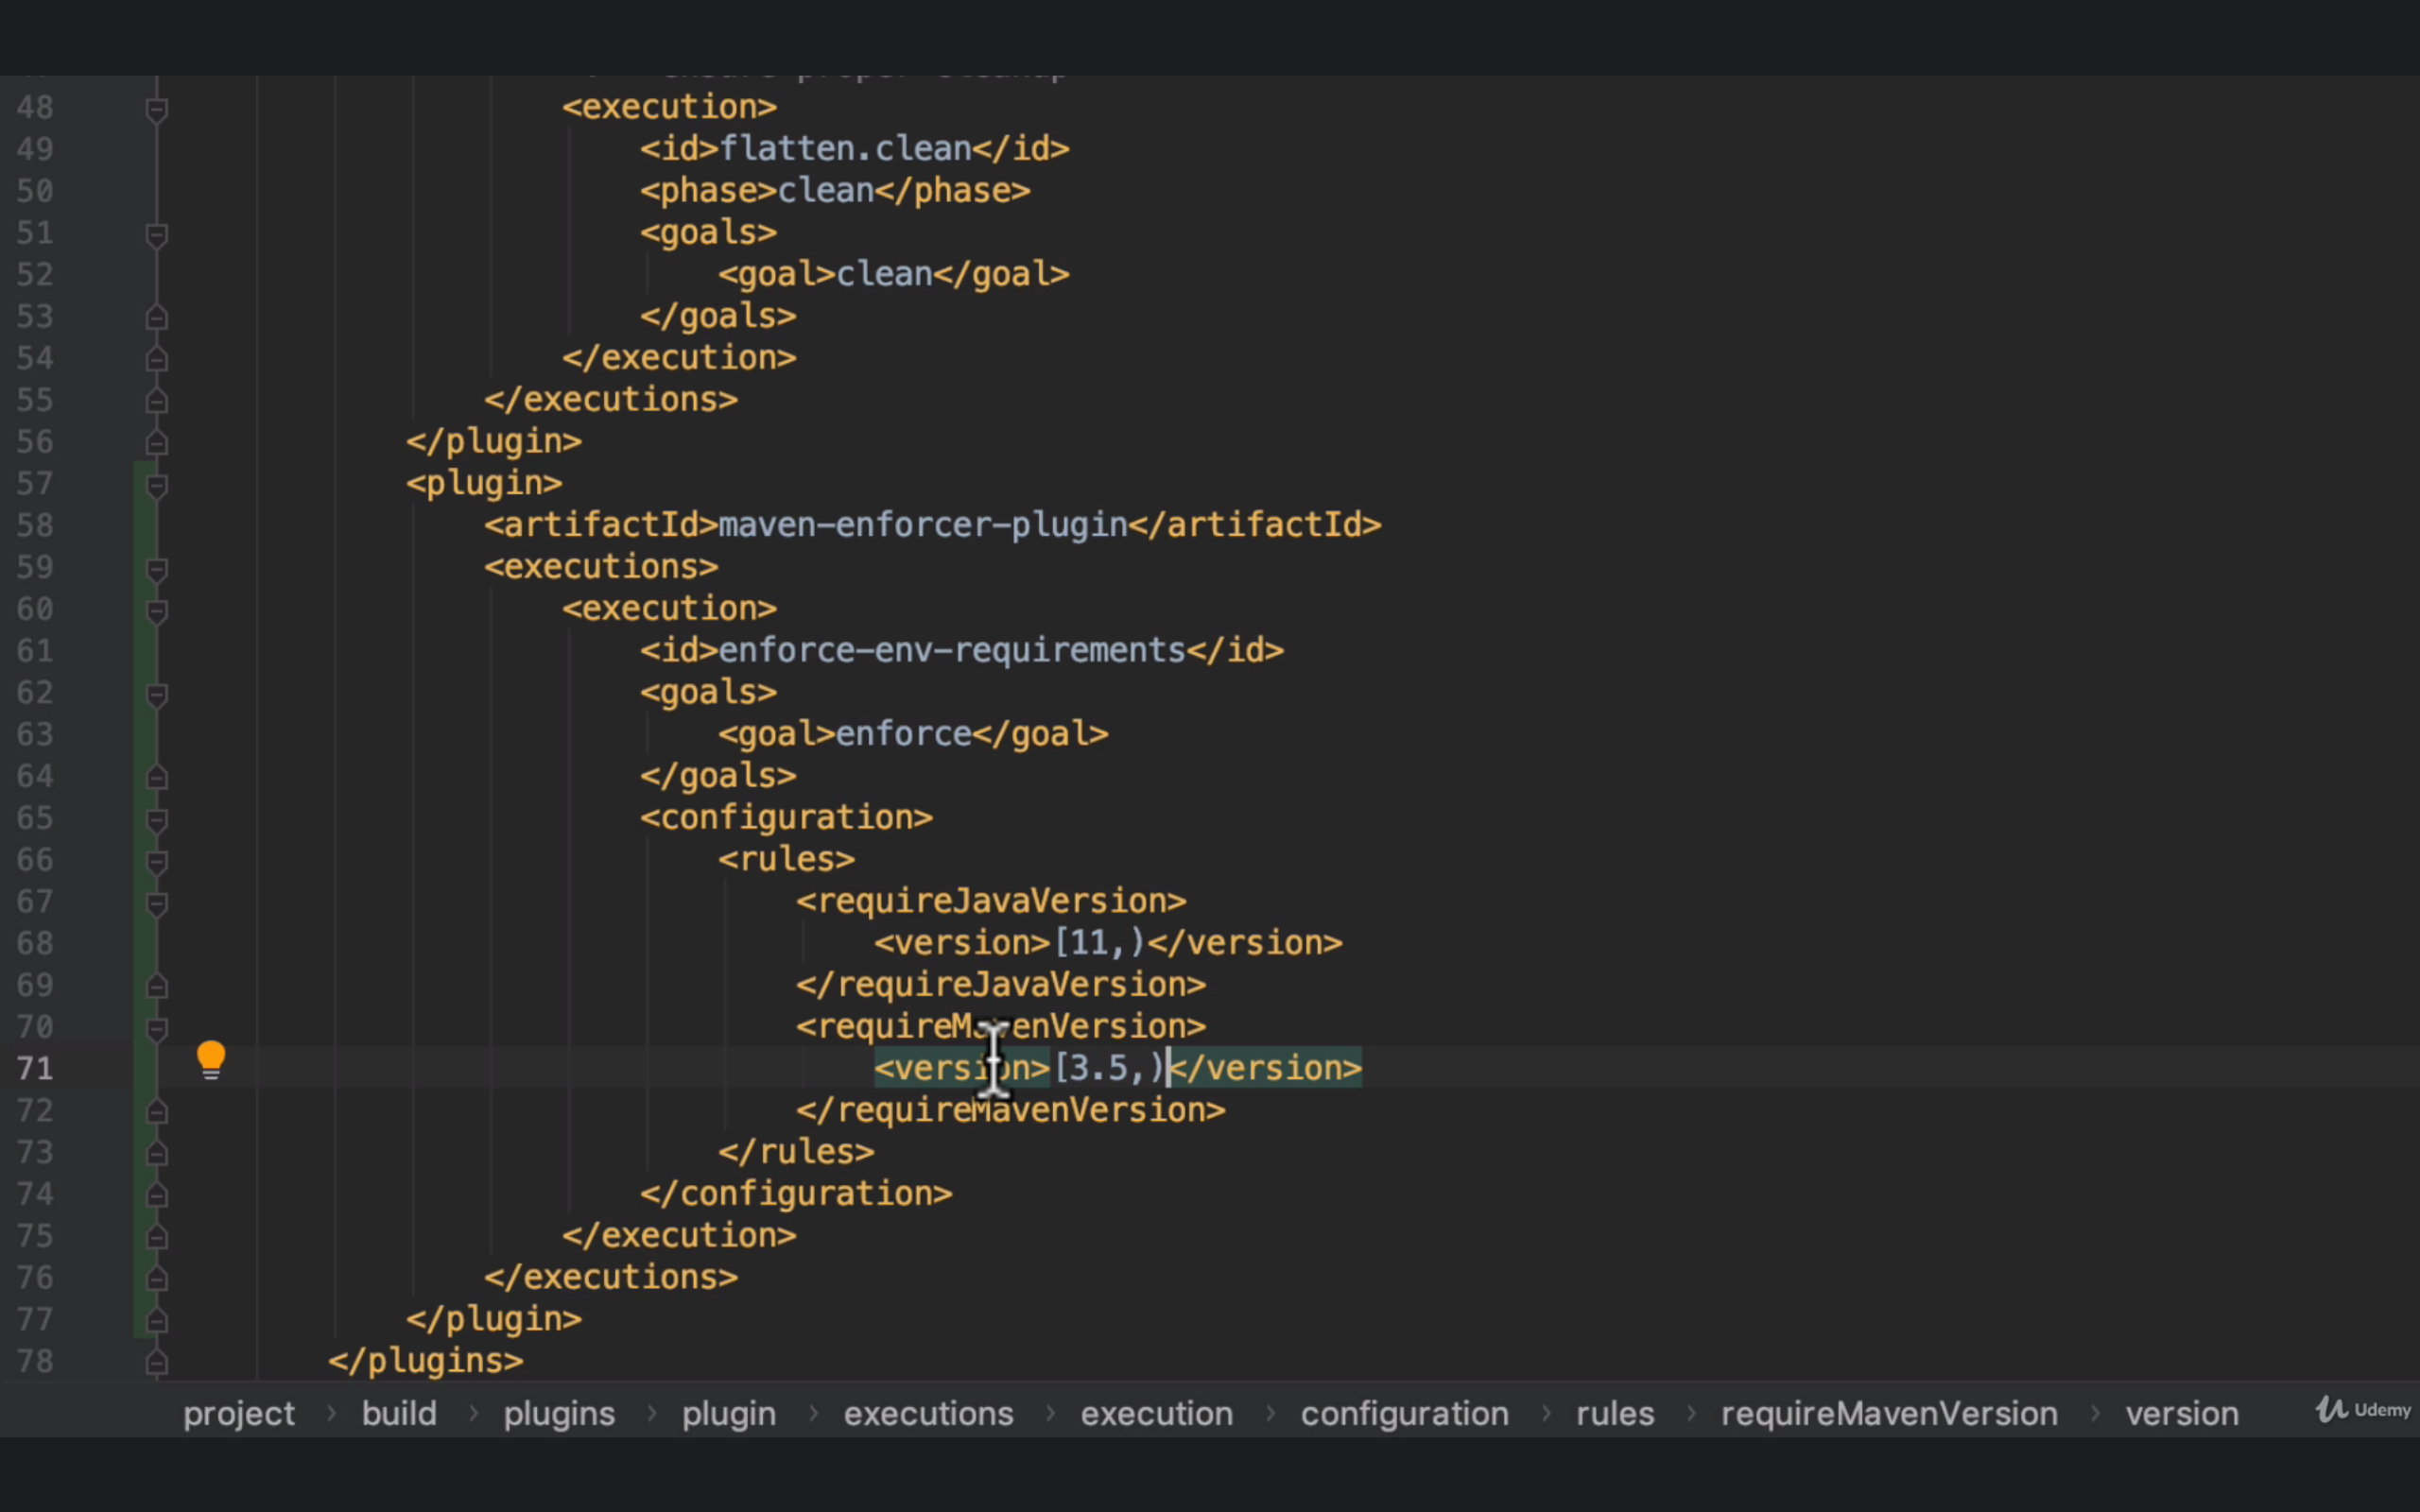 48 <execution>
49 <id>flatten.clean</id>
50 <phase>clean</phase>
51 <goals>
52 <goal>clean</goal>
53 </goals>
54 </execution>
55 </executions>
56 </plugin>
57 <plugin>
58 <artifactId>maven-enforcer-plugin</artifactId>
59 <executions>
60 <execution>
61 <id>enforce-env-requirements</id>
62 <goals>
63 <goal>enforce</goal>
64 </goals>
65 <configuration>
66 <rules>
67 <requireJavaVersion>
68 <version>[11,)</version>
69 </requireJavaVersion>
70 <requireMavenVersion>
71 <version>[3.5,)</version>
72 </requireMavenVersion>
73 </rules>
74 </configuration>
75 </execution>
76 </executions>
77 </plugin>
78 </plugins>
project › build › plugins › plugin › executions › execution › configuration › rules › requireMavenVersion › version
Udemy